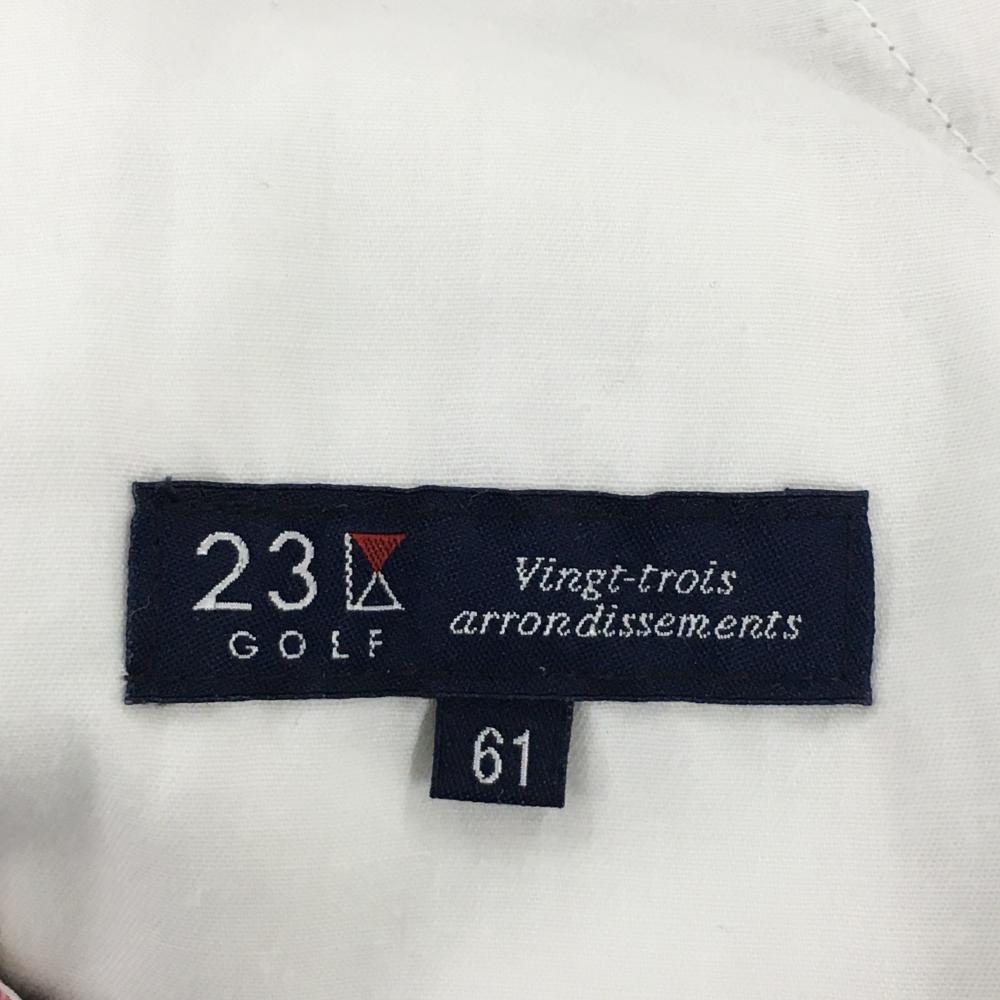 23
GOLF
Vingt-trois
arrondissements
61